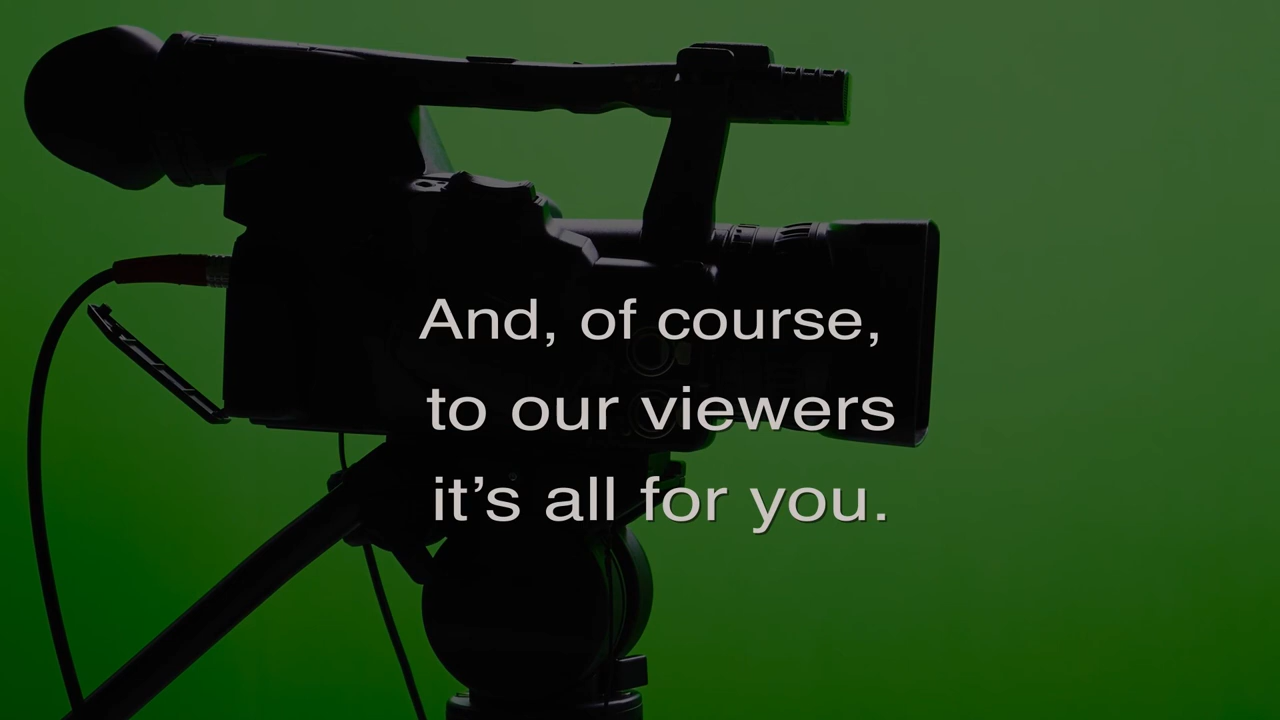 And, of course,
to our viewers
it’s all for you.